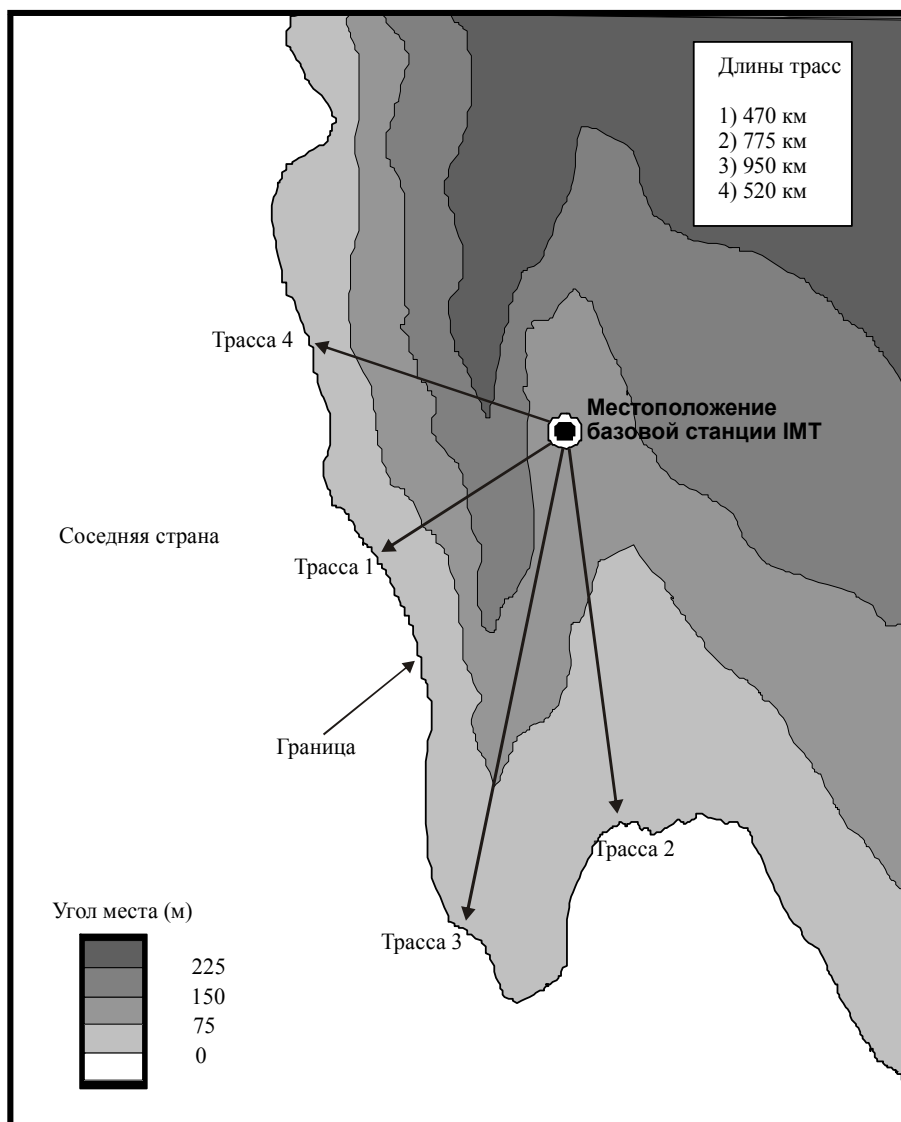 Длины трасс
1) 470 км
2) 775 км
3) 950 км
4) 520 км
Трасса 4
Местоположение
базовой станции IMT
Соседняя страна
Трасса 1
Граница
Трасса 2
Угол места (м)
Трасса 3
225
150
75
0